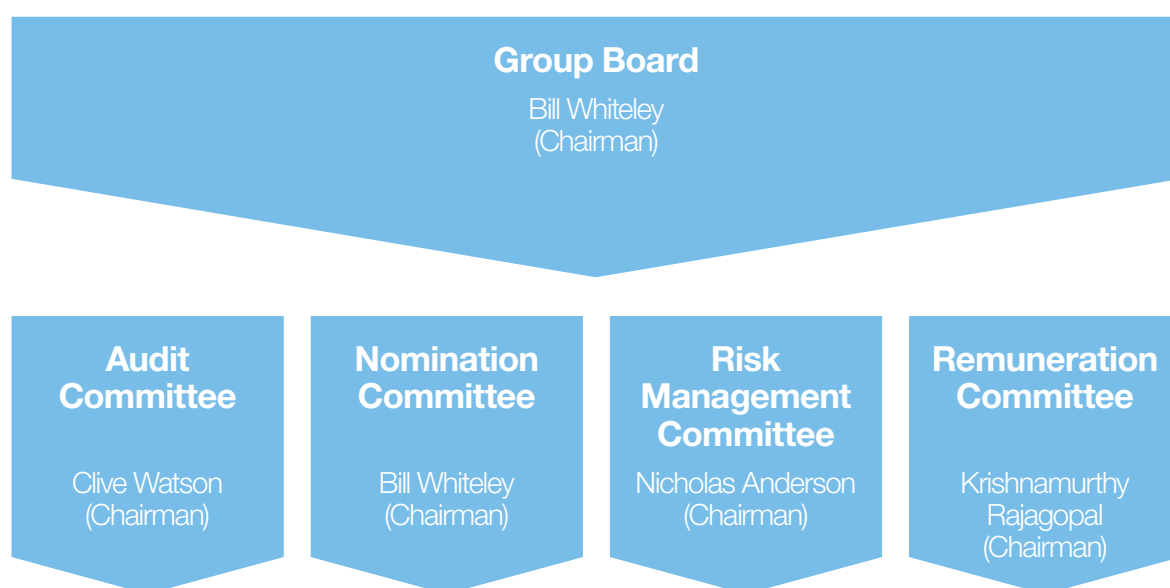 Group Board
Bill Whiteley
(Chairman)
Audit
Committee
Clive Watson
(Chairman)
Nomination
Committee
Bill Whiteley
(Chairman)
Risk
Management
Committee
Nicholas Anderson
(Chairman)
Remuneration
Committee
Krishnamurthy
Rajagopal
(Chairman)